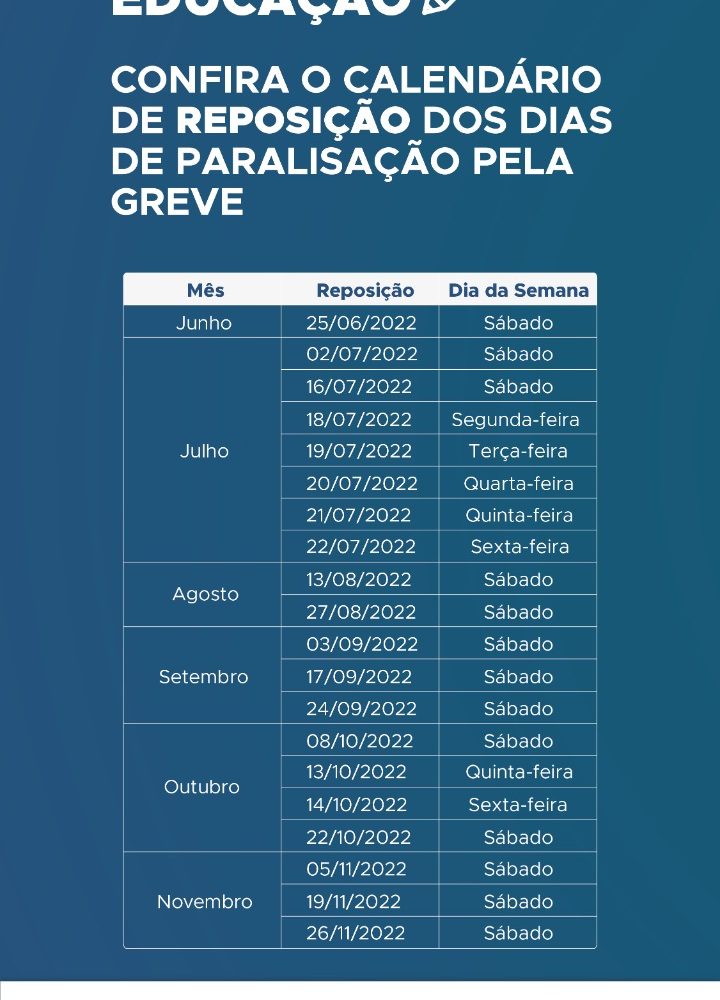 EDUCAÇÃO
CONFIRA O CALENDÁRIO
DE REPOSIÇÃO DOS DIAS
DE PARALISAÇÃO PELA
GREVE
Mês Reposição Dia da Semana
Junho 25/06/2022 Sábado
02/07/2022 Sábado
16/07/2022 Sábado
18/07/2022 Segunda-feira
Julho 19/07/2022 Terça-feira
20/07/2022 Quarta-feira
21/07/2022 Quinta-feira
22/07/2022 Sexta-feira
Agosto 13/08/2022 Sábado
27/08/2022 Sábado
03/09/2022 Sábado
Setembro 17/09/2022 Sábado
24/09/2022 Sábado
08/10/2022 Sábado
Outubro 13/10/2022 Quinta-feira
14/10/2022 Sexta-feira
22/10/2022 Sábado
05/11/2022 Sábado
Novembro 19/11/2022 Sábado
26/11/2022 Sábado